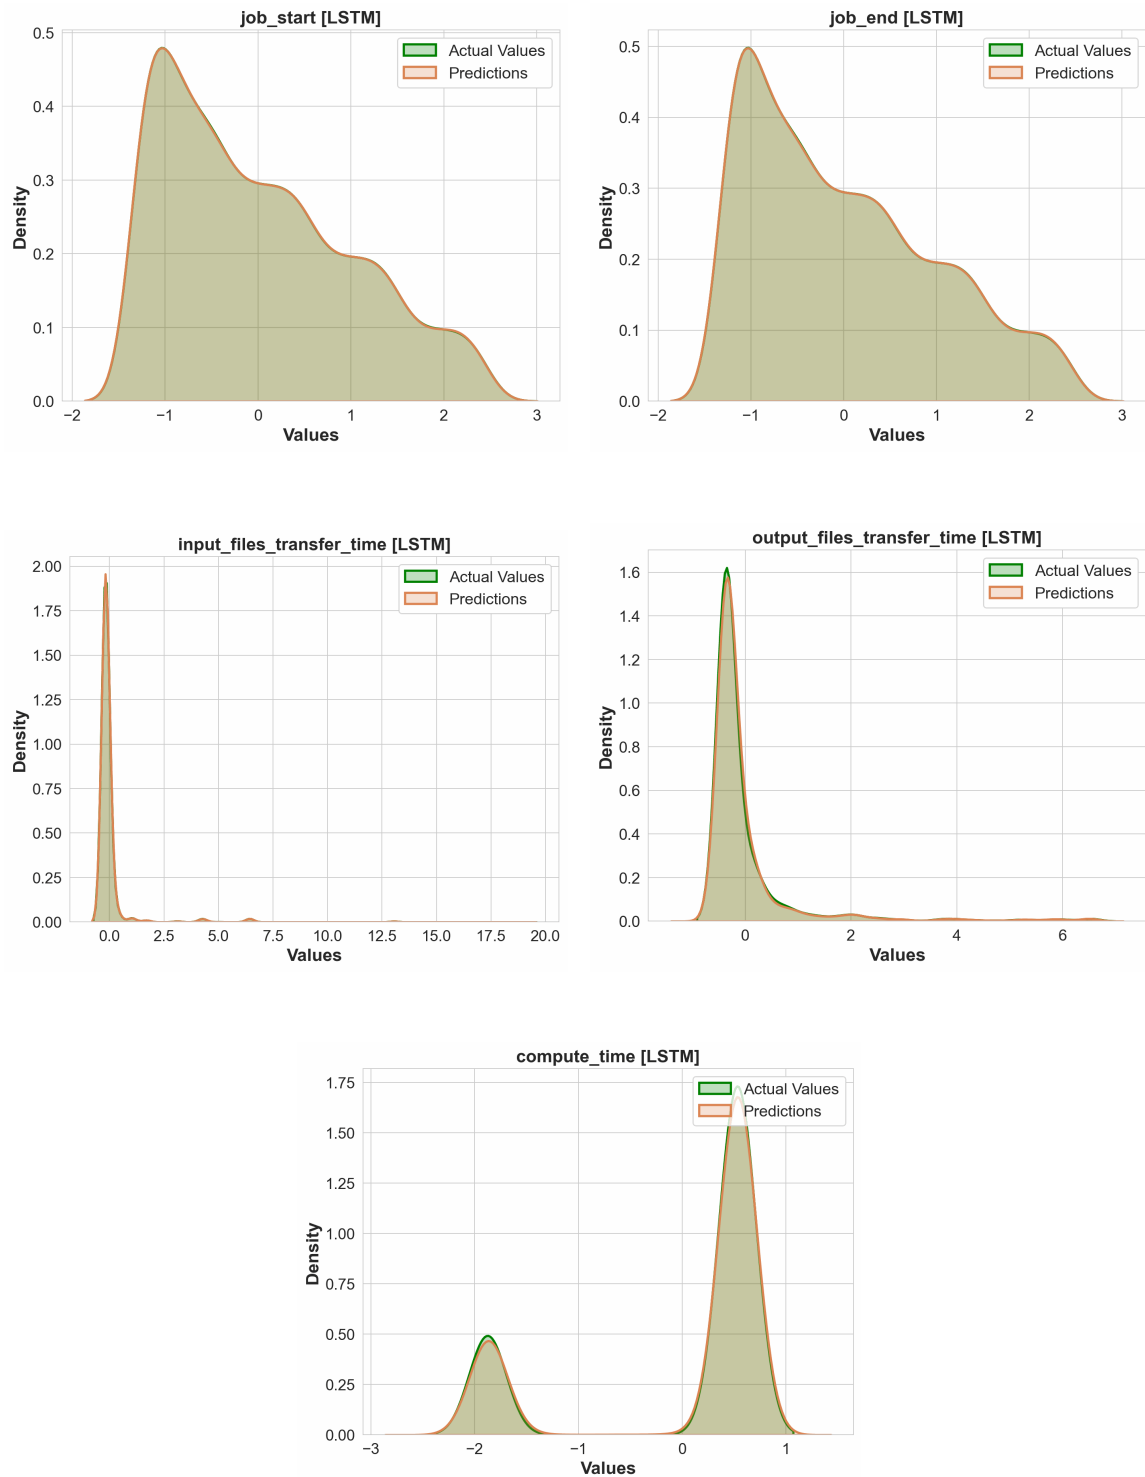 job_start [LSTM]
0.5
0.4
0.3
0.2
0.1
0.0
Density
−2
−1
0
1
2
3
Values
Actual Values
Predictions
job_end [LSTM]
0.5
0.4
0.3
0.2
0.1
0.0
Density
−2
−1
0
1
2
3
Values
Actual Values
Predictions
input_files_transfer_time [LSTM]
2.00
1.75
1.50
1.25
1.00
0.75
0.50
0.25
0.00
Density
0.0
2.5
5.0
7.5
10.0
12.5
15.0
17.5
20.0
Values
Actual Values
Predictions
output_files_transfer_time [LSTM]
1.6
1.4
1.2
1.0
0.8
0.6
0.4
0.2
0.0
Density
0
2
4
6
Values
Actual Values
Predictions
compute_time [LSTM]
1.75
1.50
1.25
1.00
0.75
0.50
0.25
0.00
Density
−3
−2
−1
0
1
Values
Actual Values
Predictions